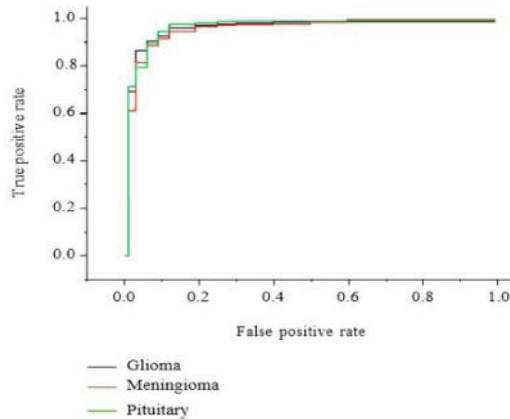 1.0
0.8
0.6
0.4
0.2
0.0
True positive rate
0.0 0.2 0.4 0.6 0.8 1.0
False positive rate
Glioma
Meningioma
Pituitary